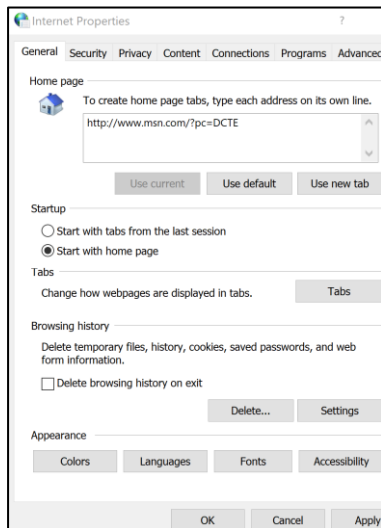 Internet Properties ?
General Security Privacy Content Connections Programs Advanced
Home page
To create home page tabs, type each address on its own line.
http://www.msn.com/?pc=DCTE
Use current Use default Use new tab
Startup
Start with tabs from the last session
Start with home page
Tabs
Change how webpages are displayed in tabs. Tabs
Browsing history
Delete temporary files, history, cookies, saved passwords, and web
form information.
Delete browsing history on exit
Delete... Settings
Appearance
Colors Languages Fonts Accessibility
OK Cancel Apply